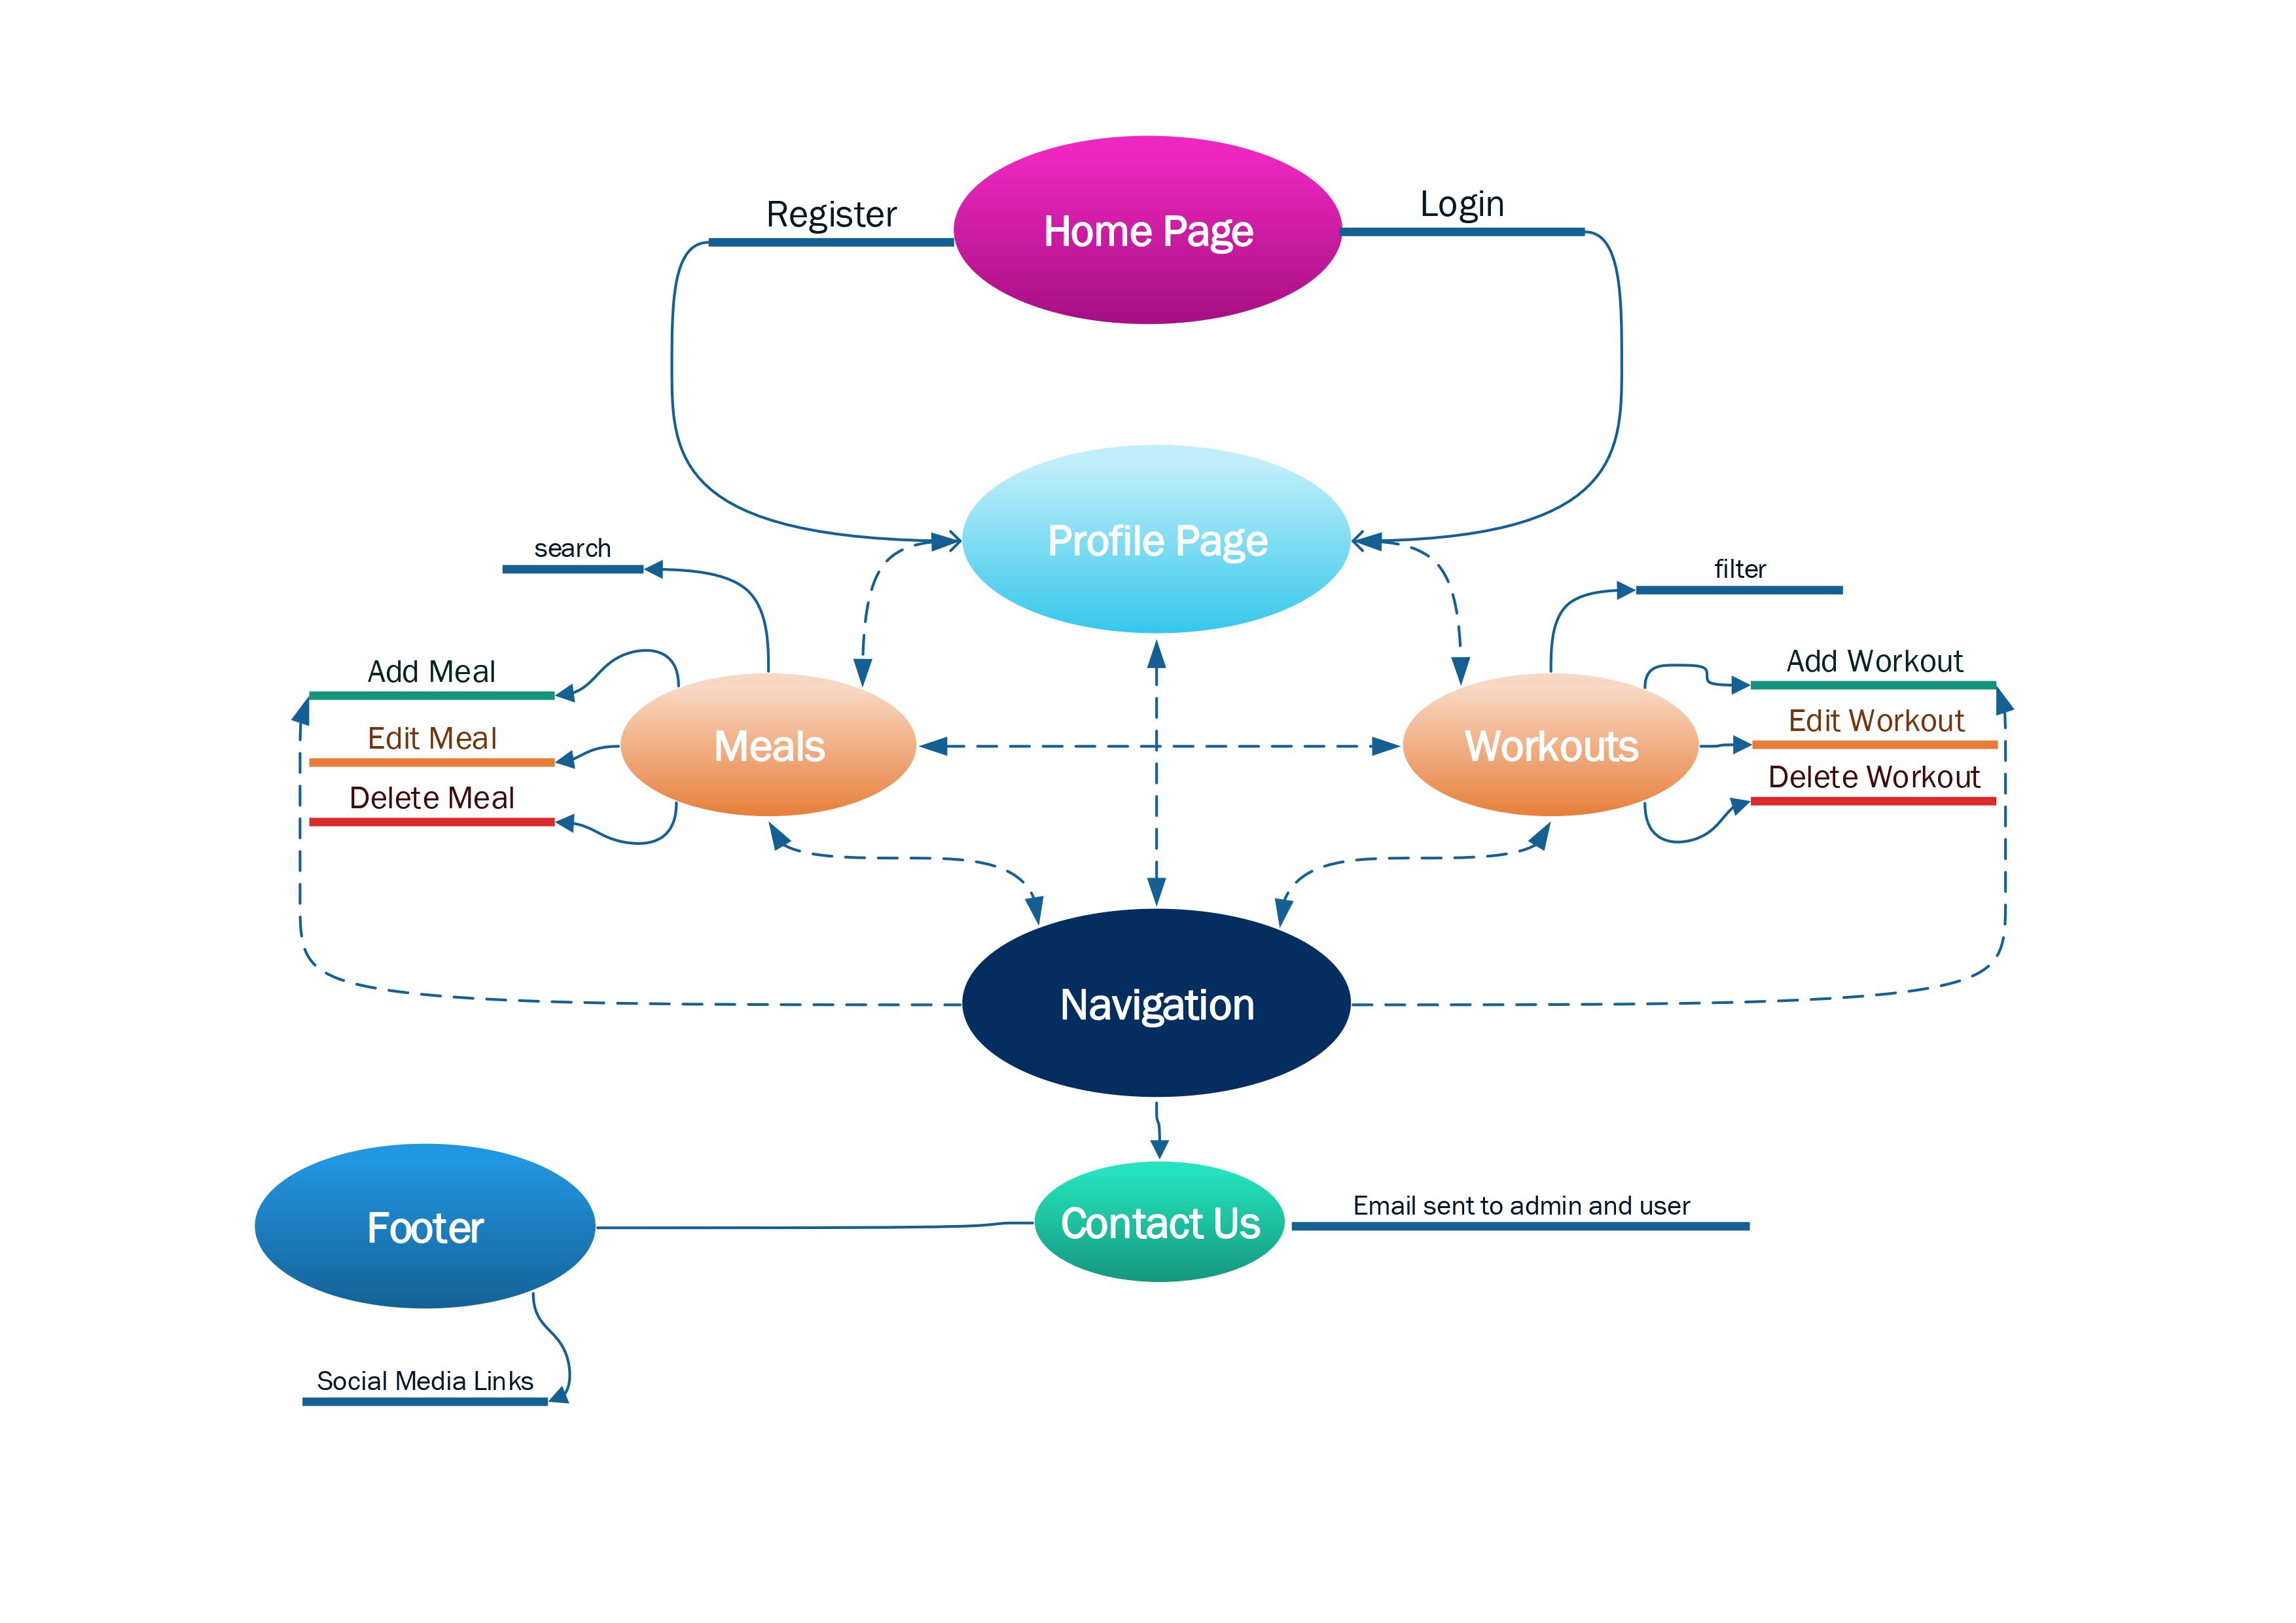 Register
Home Page
Login
Profile Page
search
filter
Add Meal
Edit Meal
Delete Meal
Meals
Workouts
Add Workout
Edit Workout
Delete Workout
Navigation
Footer
Contact Us
Email sent to admin and user
Social Media Links